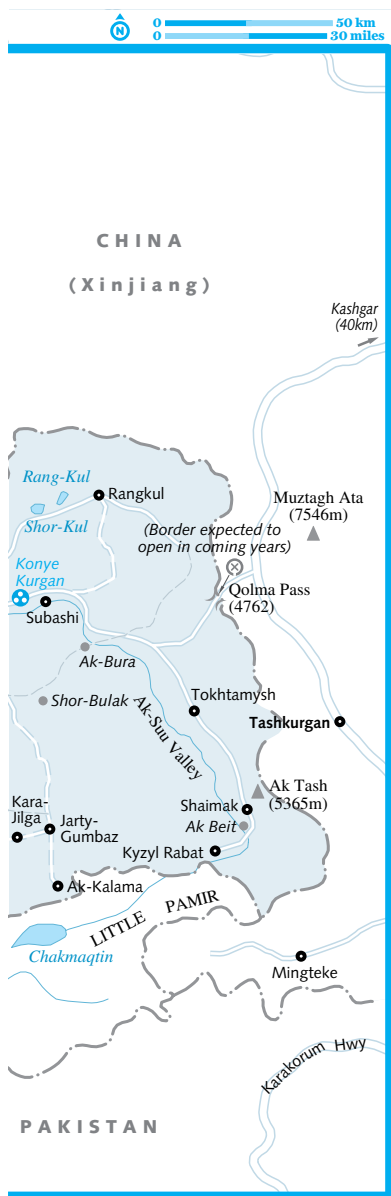 N
0 50 km
0 30 miles
CHINA
(Xinjiang)
Kashgar
(40km)
Rang-Kul
Rangkul
Shor-Kul
Muztagh Ata
(7546m)
(Border expected to
open in coming years)
Konye
Kurgan
Qolma Pass
(4762)
Subashi
Ak-Bura
Shor-Bulak
Ak-Suu Valley
Tokhtamysh
Tashkurgan
Ak Tash
(5365m)
Kara-
Jilga
Jarty-
Gumbaz
Shaimak
Ak Beit
Kyzyl Rabat
Ak-Kalama
LITTLE PAMIR
Chakmaqtin
Mingteke
Karakorum Hwy
PAKISTAN